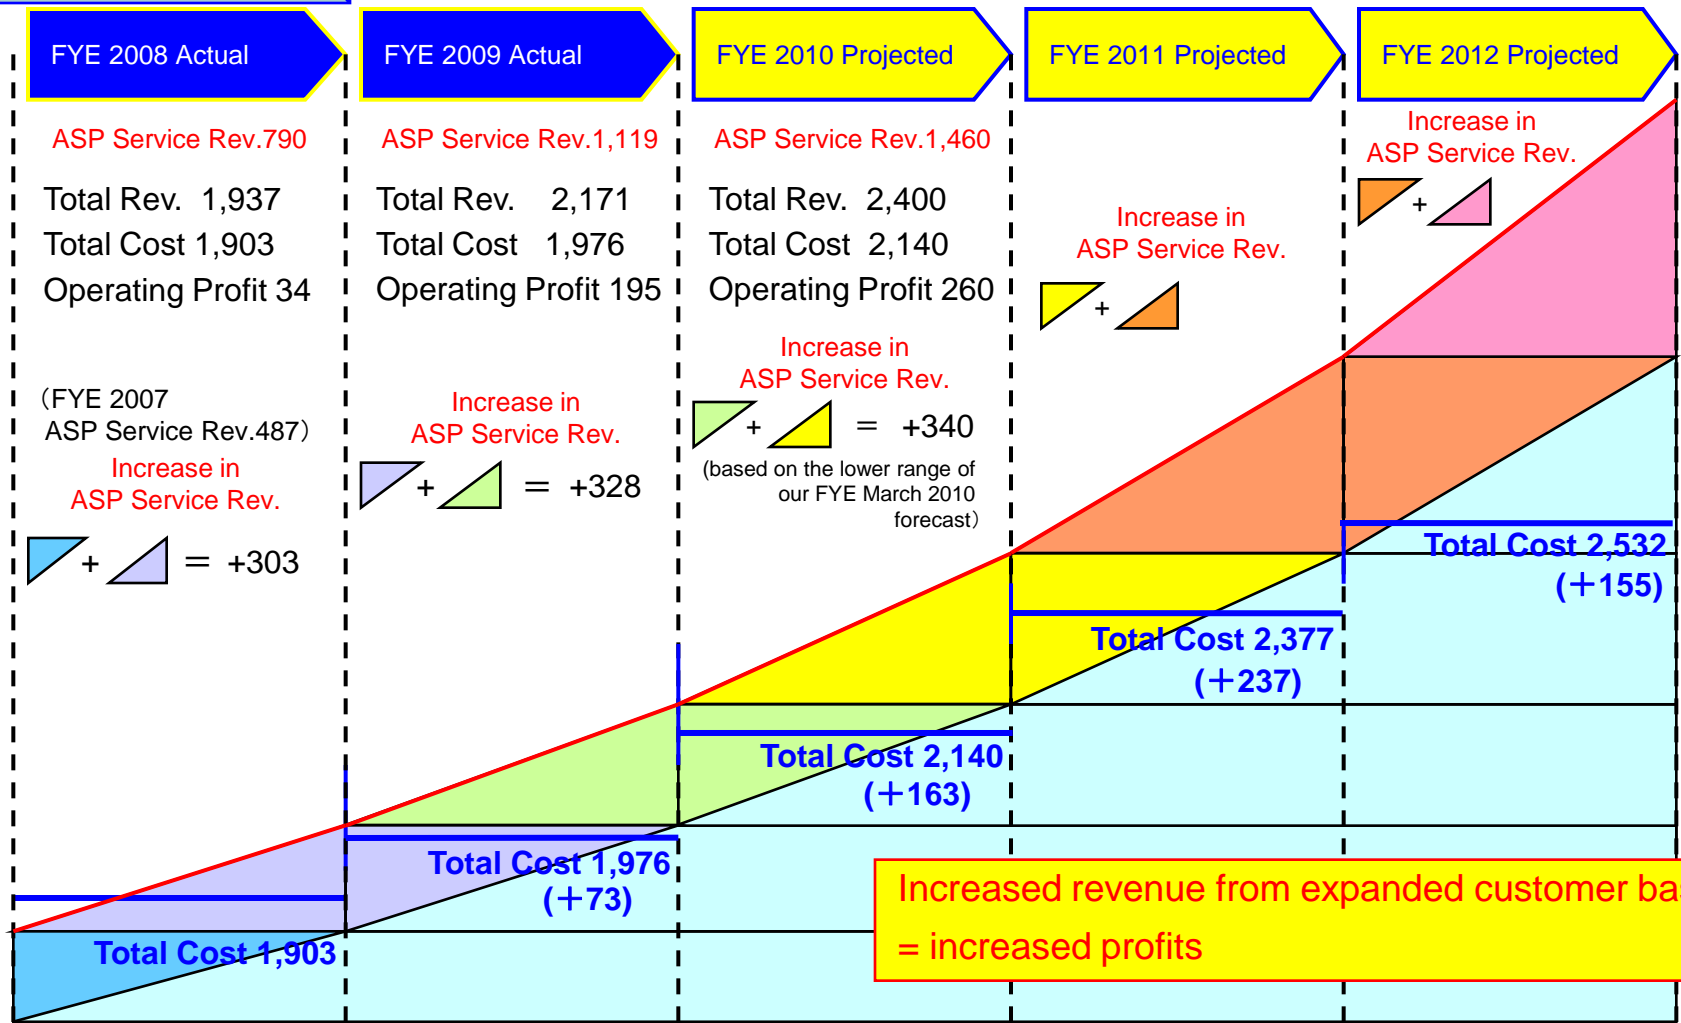 FYE 2008 Actual
FYE 2009 Actual
FYE 2010 Projected
FYE 2011 Projected
FYE 2012 Projected
ASP Service Rev.790
Total Rev. 1,937
Total Cost 1,903
Operating Profit 34
（FYE 2007
ASP Service Rev.487）
Increase in
ASP Service Rev.
+ ＝ +303
ASP Service Rev.1,119
Total Rev. 2,171
Total Cost 1,976
Operating Profit 195
Increase in
ASP Service Rev.
+ ＝ +328
ASP Service Rev.1,460
Total Rev. 2,400
Total Cost 2,140
Operating Profit 260
Increase in
ASP Service Rev.
+ ＝ +340
(based on the lower range of
our FYE March 2010
forecast）
Increase in
ASP Service Rev.
+
Increase in
ASP Service Rev.
+
Total Cost 1,903
Total Cost 1,976
(＋73)
Total Cost 2,140
(＋163)
Total Cost 2,377
(＋237)
Total Cost 2,532
(＋155)
Increased revenue from expanded customer
= increased profits